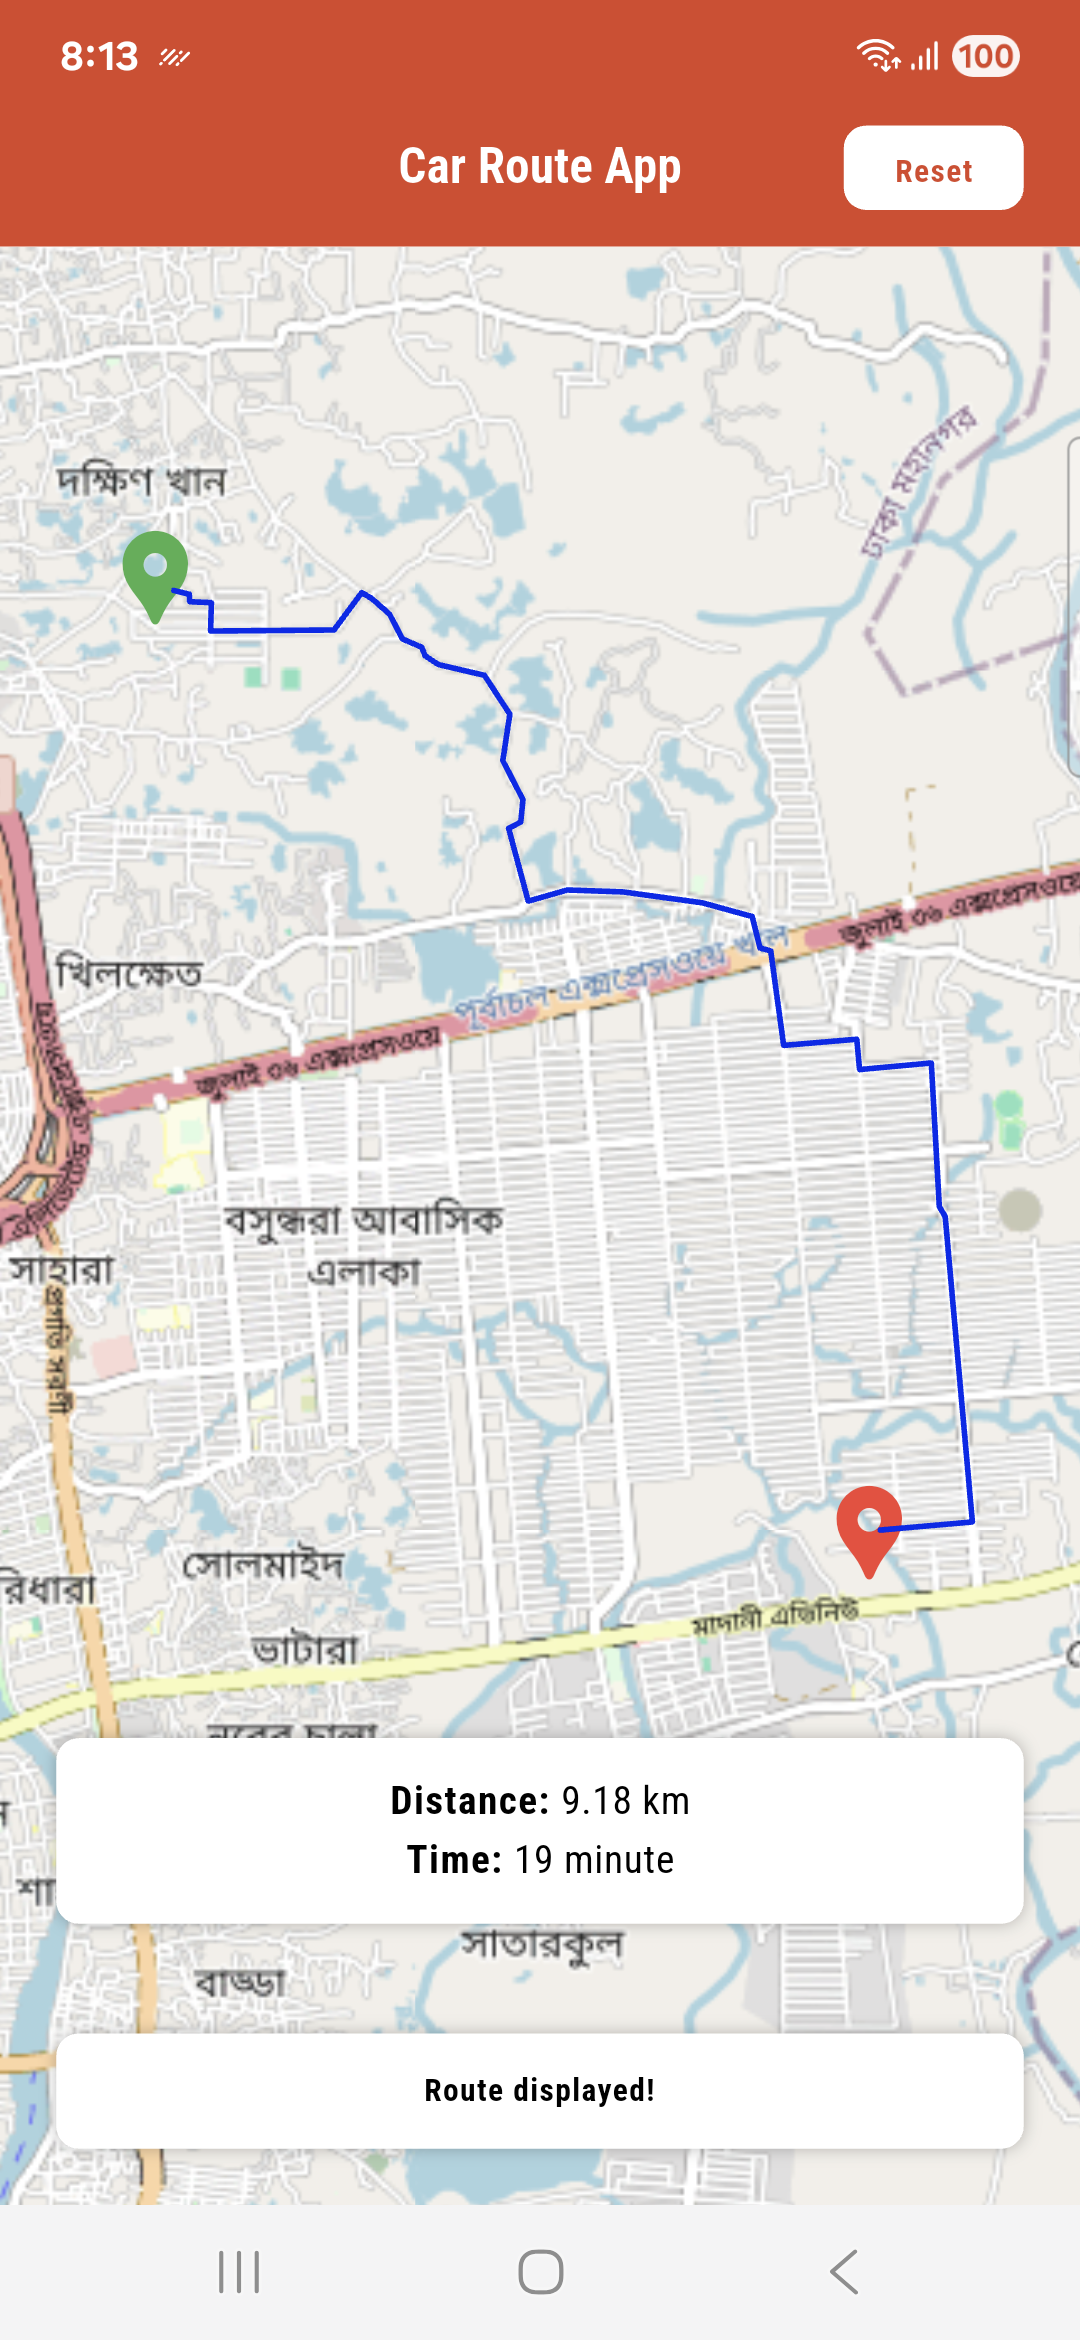 8:13
100
Car Route App
Reset
দক্ষিণ খান
ঢাকা মহানগর
জুলাই ৩৬ এক্সপ্রেসওয়ে
পূর্বাচল এক্সপ্রেসওয়ে খাল
খিলক্ষেত
জুলাই ৩৬ এক্সপ্রেসওয়ে
বসুন্ধরা আবাসিক
এলাকা
সাহারা
প্রগতি সরণী
সোলমাইদ
রিধারা
মাদানী এভিনিউ
ভাটারা
নূরের চালা
Distance: 9.18 km
Time: 19 minute
শা
সাতারকুল
বাড্ডা
Route displayed!